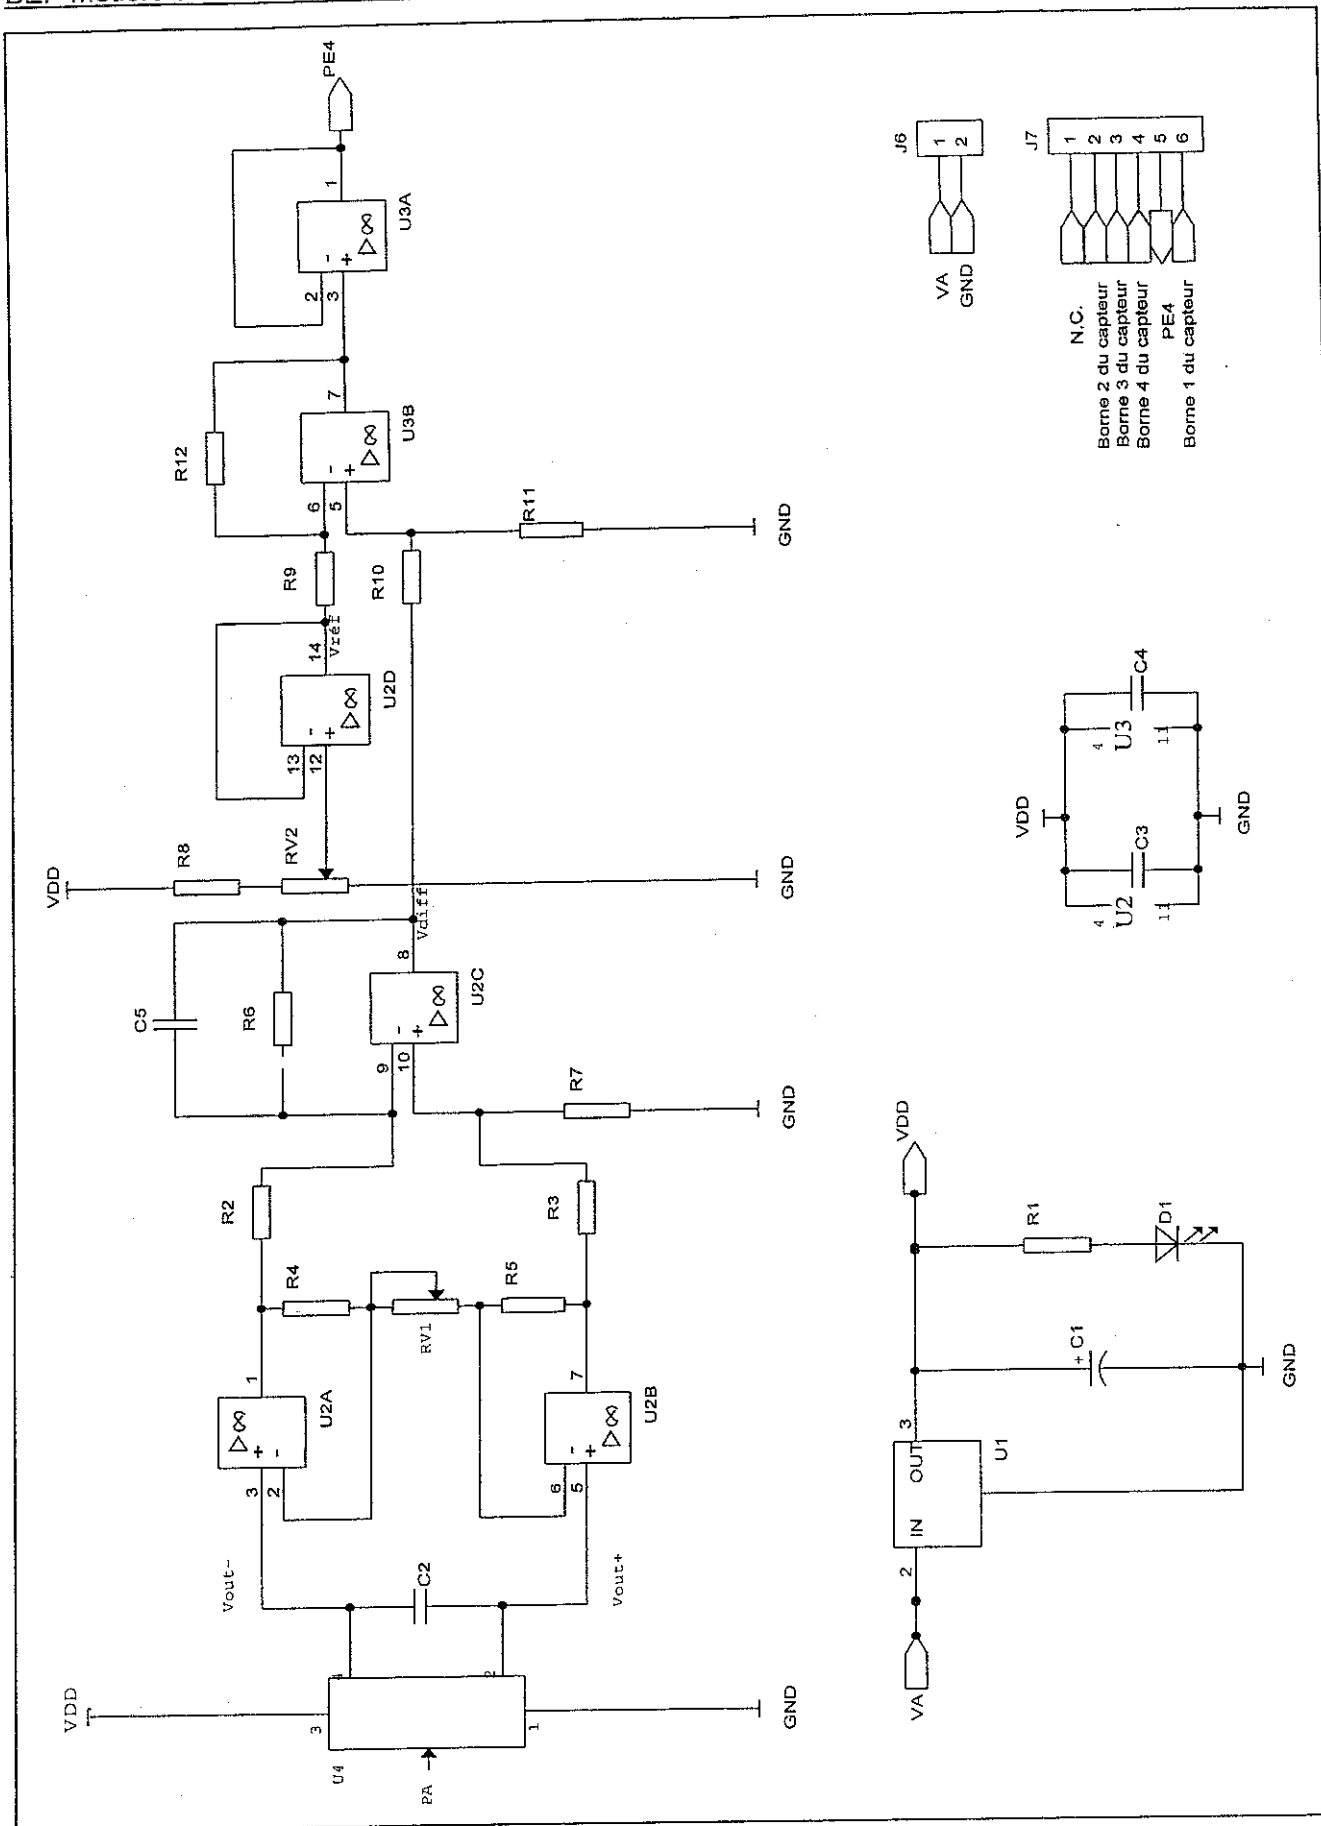 VDD
U4
PA
3
1
4
2
GND
Vout-
Vout+
C2
3
2
+
-
1
U2A
6
5
-
+
7
U2B
R4
RV1
R5
R2
R3
C5
R6
9
10
-
+
8
U2C
Vdiff
R7
GND
VDD
R8
RV2
GND
13
12
-
+
14
U2D
Vréf
R9
R10
R12
6
5
-
+
7
U3B
R11
GND
2
3
-
+
1
U3A
PE4
VA
2
IN
OUT
3
U1
+
C1
R1
D1
VDD
GND
VDD
4
U2
11
C3
4
U3
11
C4
GND
J6
VA
1
GND
2
J7
N.C.
1
Borne 2 du capteur
2
Borne 3 du capteur
3
Borne 4 du capteur
4
PE4
5
Borne 1 du capteur
6